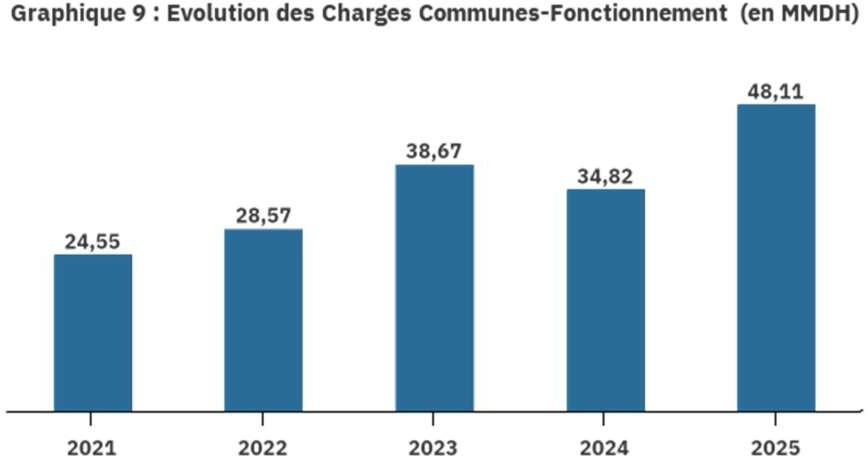 Graphique 9 : Evolution des Charges Communes-Fonctionnement (en MMDH)
48,11
38,67
34,82
28,57
24,55
2021 2022 2023 2024 2025